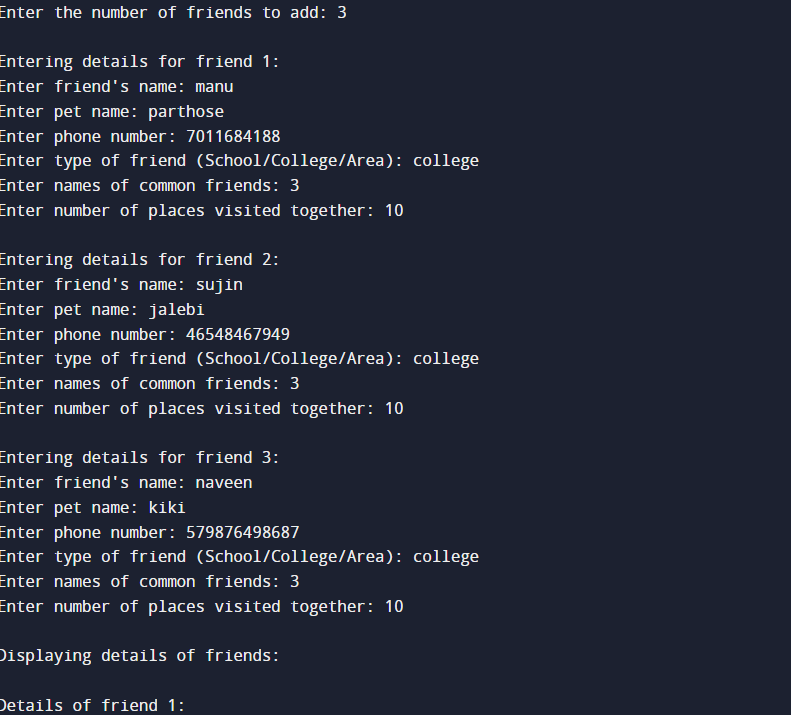 Enter the number of friends to add: 3
Entering details for friend 1:
Enter friend's name: manu
Enter pet name: parthose
Enter phone number: 7011684188
Enter type of friend (School/College/Area): college
Enter names of common friends: 3
Enter number of places visited together: 10
Entering details for friend 2:
Enter friend's name: sujin
Enter pet name: jalebi
Enter phone number: 46548467949
Enter type of friend (School/College/Area): college
Enter names of common friends: 3
Enter number of places visited together: 10
Entering details for friend 3:
Enter friend's name: naveen
Enter pet name: kiki
Enter phone number: 579876498687
Enter type of friend (School/College/Area): college
Enter names of common friends: 3
Enter number of places visited together: 10
Displaying details of friends:
Details of friend 1: